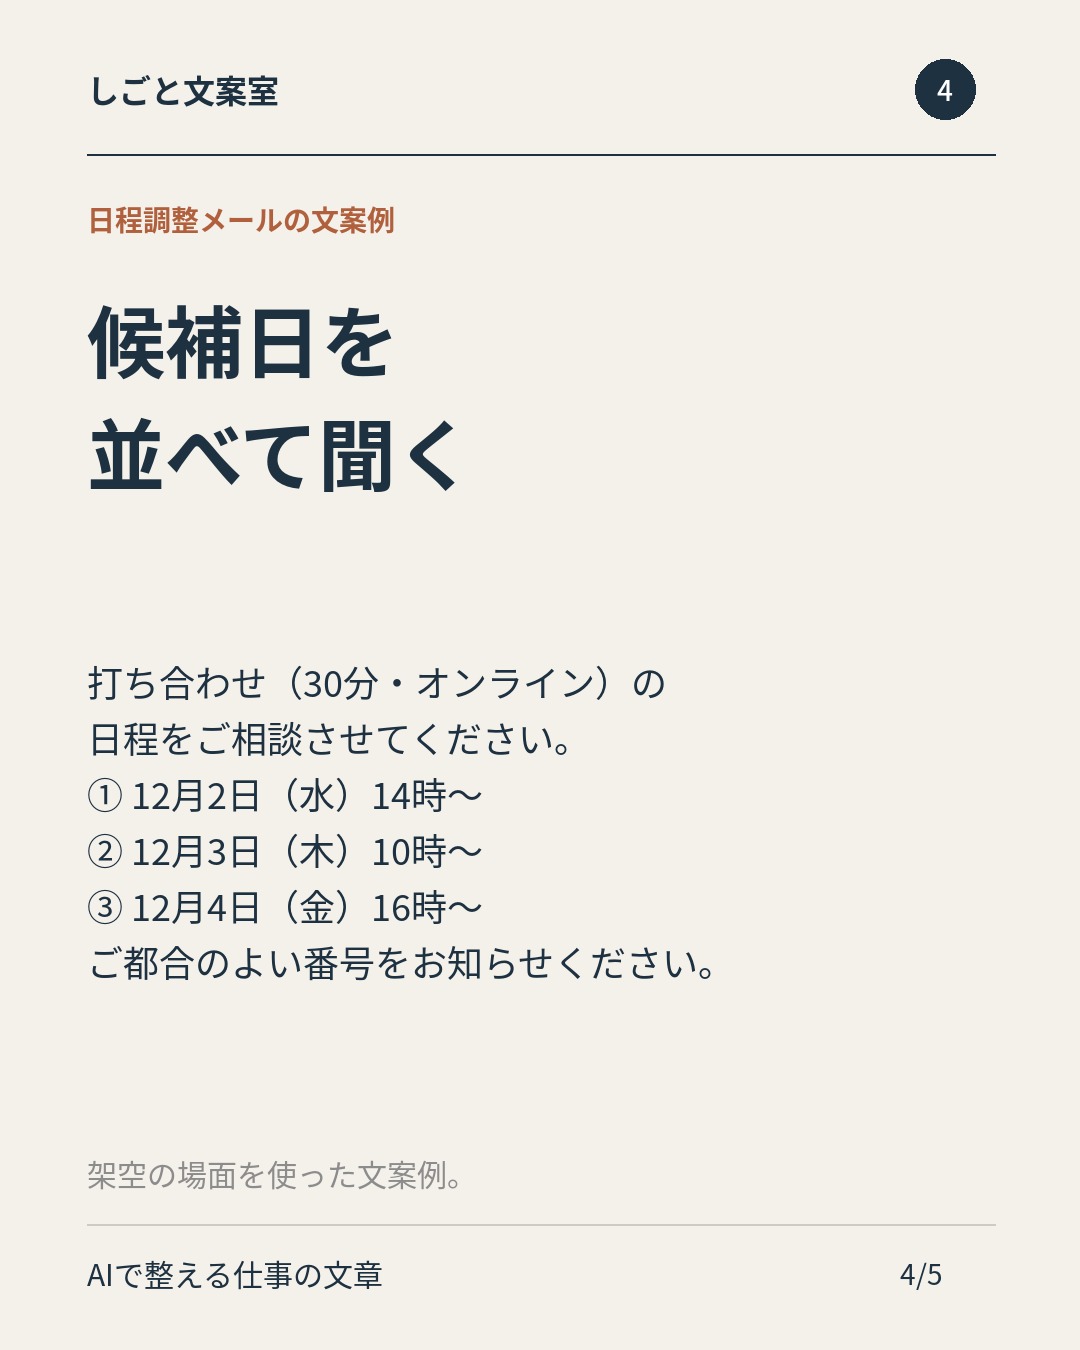 しごと文案室
4
日程調整メールの文案例
候補日を
並べて聞く
打ち合わせ（30分・オンライン）の
日程をご相談させてください。
① 12月2日（水）14時〜
② 12月3日（木）10時〜
③ 12月4日（金）16時〜
ご都合のよい番号をお知らせください。
架空の場面を使った文案例。
AIで整える仕事の文章
4/5